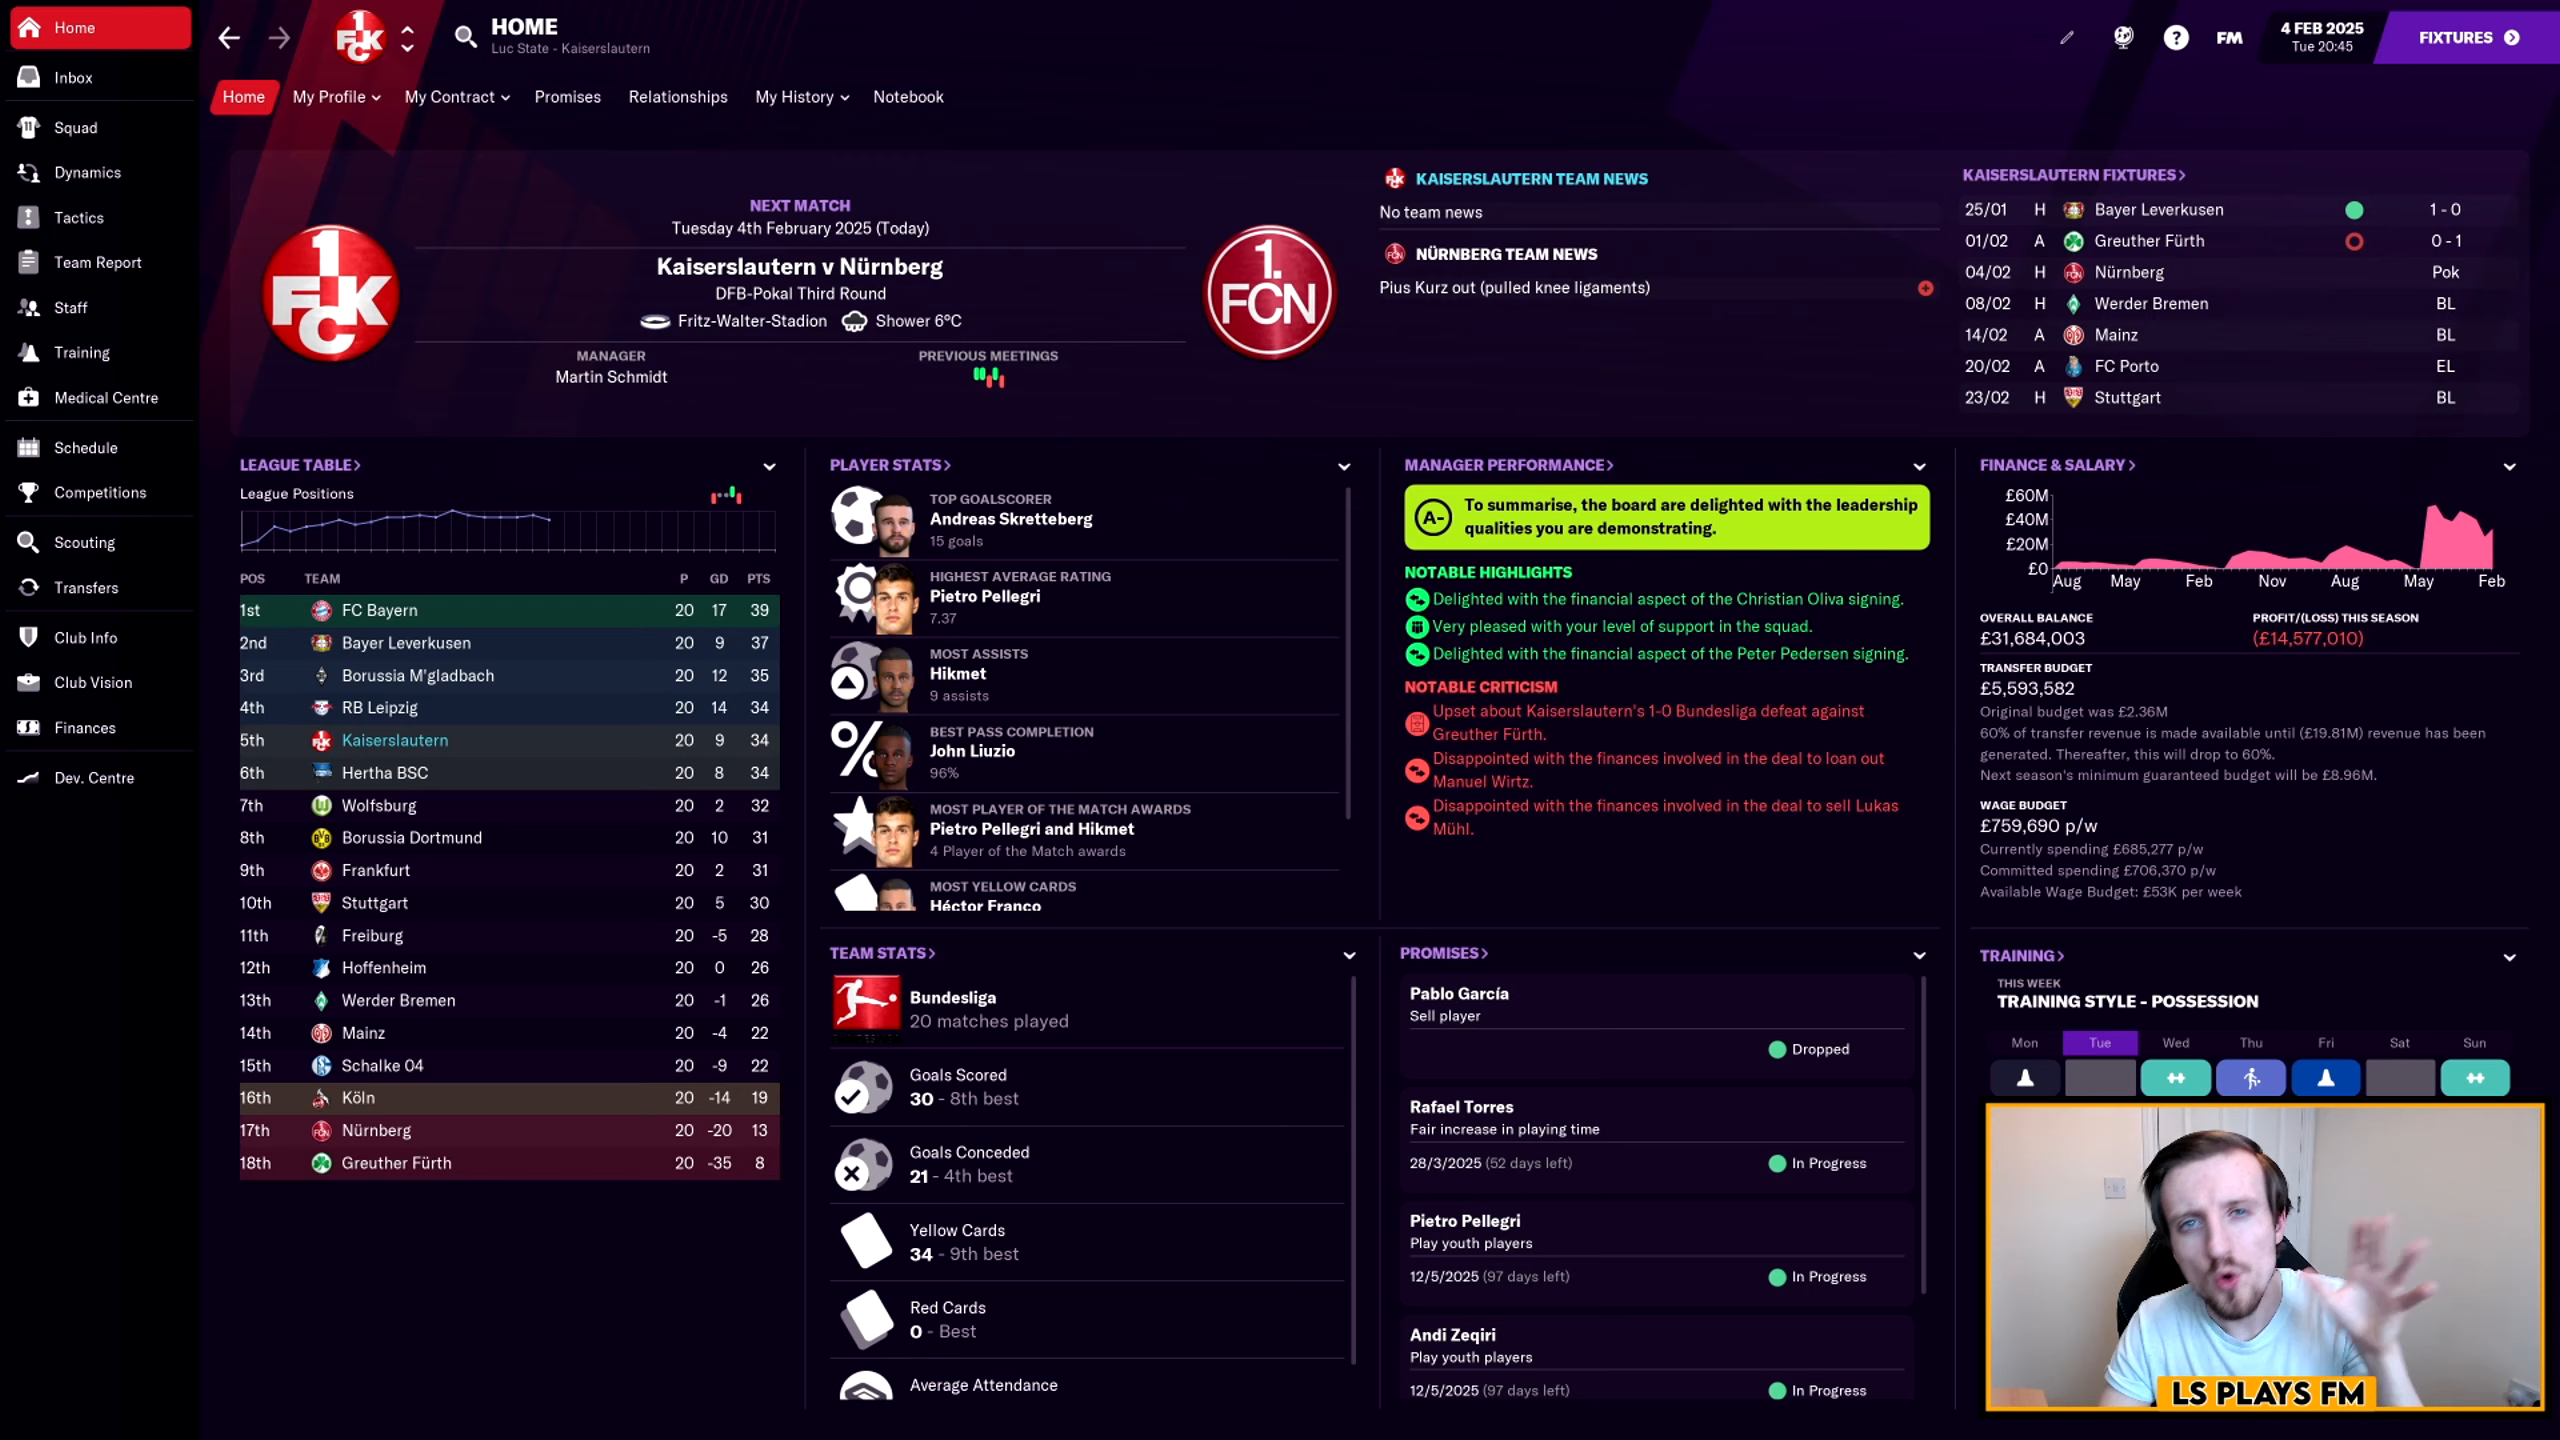 Home
Inbox
Squad
Dynamics
Tactics
Team Report
Staff
Training
Medical Centre
Schedule
Competitions
Scouting
Transfers
Club Info
Club Vision
Finances
Dev. Centre
HOME
Luc State - Kaiserslautern
FM
4 FEB 2025
Tue 20:45
FIXTURES
Home My Profile My Contract Promises Relationships My History Notebook
NEXT MATCH
Tuesday 4th February 2025 (Today)
Kaiserslautern v Nürnberg
DFB-Pokal Third Round
Fritz-Walter-Stadion Shower 6°C
MANAGER
Martin Schmidt
PREVIOUS MEETINGS
1 FCK
1. FCN
KAISERSLAUTERN TEAM NEWS
No team news
NÜRNBERG TEAM NEWS
Pius Kurz out (pulled knee ligaments)
KAISERSLAUTERN FIXTURES
25/01 H Bayer Leverkusen 1 - 0
01/02 A Greuther Fürth 0 - 1
04/02 H Nürnberg Pok
08/02 H Werder Bremen BL
14/02 A Mainz BL
20/02 A FC Porto EL
23/02 H Stuttgart BL
LEAGUE TABLE
League Positions
POS TEAM P GD PTS
1st FC Bayern 20 17 39
2nd Bayer Leverkusen 20 9 37
3rd Borussia M'gladbach 20 12 35
4th RB Leipzig 20 14 34
5th Kaiserslautern 20 9 34
6th Hertha BSC 20 8 34
7th Wolfsburg 20 2 32
8th Borussia Dortmund 20 10 31
9th Frankfurt 20 2 31
10th Stuttgart 20 5 30
11th Freiburg 20 -5 28
12th Hoffenheim 20 0 26
13th Werder Bremen 20 -1 26
14th Mainz 20 -4 22
15th Schalke 04 20 -9 22
16th Köln 20 -14 19
17th Nürnberg 20 -20 13
18th Greuther Fürth 20 -35 8
PLAYER STATS
TOP GOALSCORER
Andreas Skretteberg
15 goals
HIGHEST AVERAGE RATING
Pietro Pellegri
7.37
MOST ASSISTS
Hikmet
9 assists
BEST PASS COMPLETION
John Liuzio
96%
MOST PLAYER OF THE MATCH AWARDS
Pietro Pellegri and Hikmet
4 Player of the Match awards
MOST YELLOW CARDS
Héctor Franco
TEAM STATS
Bundesliga
20 matches played
Goals Scored
30 - 8th best
Goals Conceded
21 - 4th best
Yellow Cards
34 - 9th best
Red Cards
0 - Best
Average Attendance
MANAGER PERFORMANCE
A-
To summarise, the board are delighted with the leadership
qualities you are demonstrating.
NOTABLE HIGHLIGHTS
Delighted with the financial aspect of the Christian Oliva signing.
Very pleased with your level of support in the squad.
Delighted with the financial aspect of the Peter Pedersen signing.
NOTABLE CRITICISM
Upset about Kaiserslautern's 1-0 Bundesliga defeat against
Greuther Fürth.
Disappointed with the finances involved in the deal to loan out
Manuel Wirtz.
Disappointed with the finances involved in the deal to sell Lukas
Mühl.
PROMISES
Pablo García
Sell player
Dropped
Rafael Torres
Fair increase in playing time
28/3/2025 (52 days left) In Progress
Pietro Pellegri
Play youth players
12/5/2025 (97 days left) In Progress
Andi Zeqiri
Play youth players
12/5/2025 (97 days left) In Progress
FINANCE & SALARY
£60M
£40M
£20M
£0
Aug May Feb Nov Aug May Feb
OVERALL BALANCE
£31,684,003
PROFIT/(LOSS) THIS SEASON
(£14,577,010)
TRANSFER BUDGET
£5,593,582
Original budget was £2.36M
60% of transfer revenue is made available until (£19.81M) revenue has been
generated. Thereafter, this will drop to 60%.
Next season's minimum guaranteed budget will be £8.96M.
WAGE BUDGET
£759,690 p/w
Currently spending £685,277 p/w
Committed spending £706,370 p/w
Available Wage Budget: £53K per week
TRAINING
THIS WEEK
TRAINING STYLE - POSSESSION
Mon Tue Wed Thu Fri Sat Sun
LS PLAYS FM